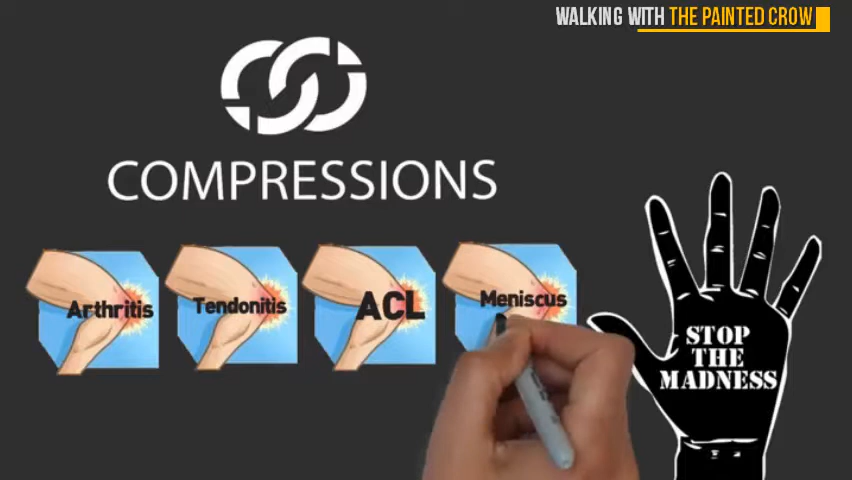 WALKING WITH THE PAINTED CROW
COMPRESSIONS
Arthritis
Tendonitis
ACL
Meniscus
STOP
THE
MADNESS